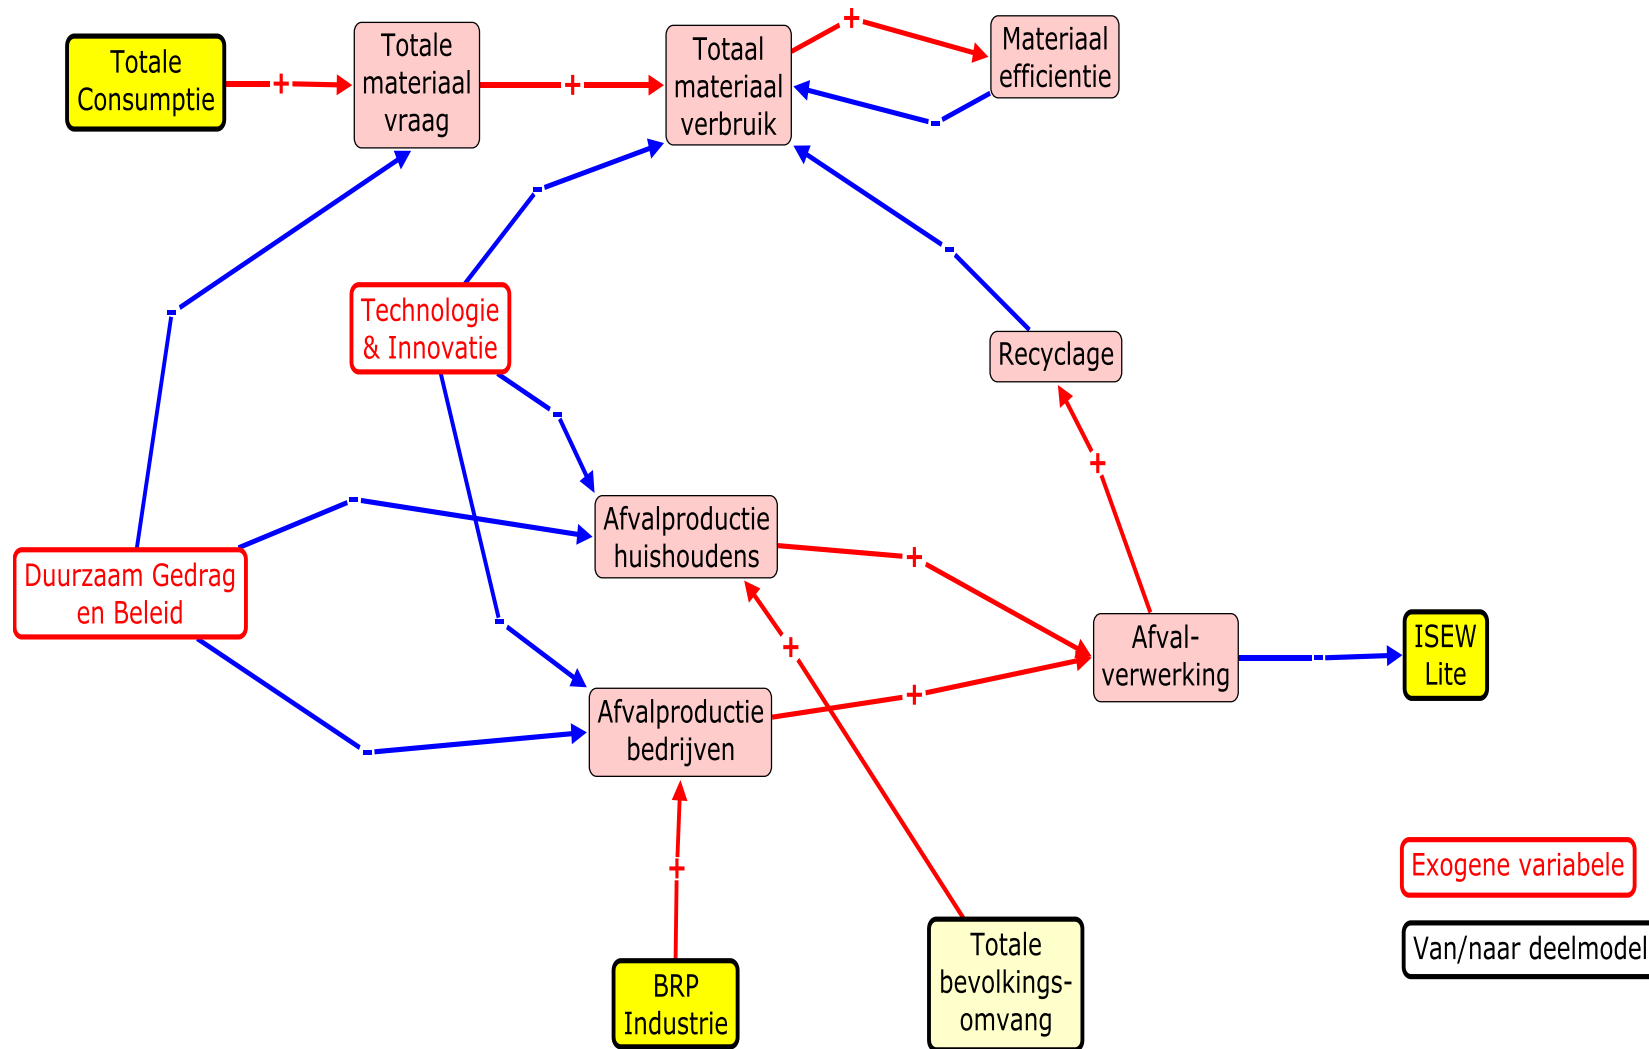 Totale
Consumptie
+
Totale
materiaal
vraag
+
Totaal
materiaal
verbruik
+
Materiaal
efficientie
-
-
-
-
Technologie
& Innovatie
Recyclage
-
+
-
Afvalproductie
huishoudens
+
Duurzaam Gedrag
en Beleid
-
+
Afval-
verwerking
-
ISEW
Lite
Afvalproductie
bedrijven
+
-
+
Exogene variabele
Van/naar deelmodel
BRP
Industrie
Totale
bevolkings-
omvang